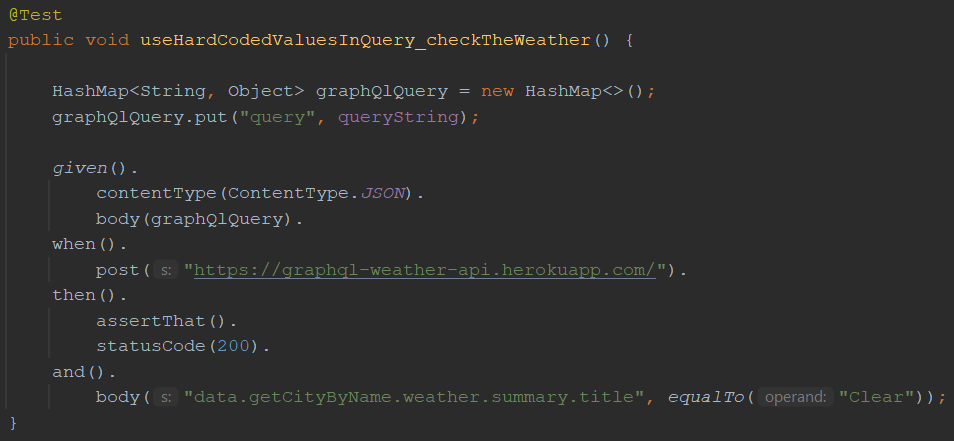 @Test
public void useHardCodedValuesInQuery_checkTheWeather() {
HashMap<String, Object> graphQlQuery = new HashMap<>();
graphQlQuery.put("query", queryString);
given().
contentType(ContentType.JSON).
body(graphQlQuery).
when().
post( s: "https://graphql-weather-api.herokuapp.com/").
then().
assertThat().
statusCode(200).
and().
body( s: "data.getCityByName.weather.summary.title", equalTo( operand: "Clear"));
}